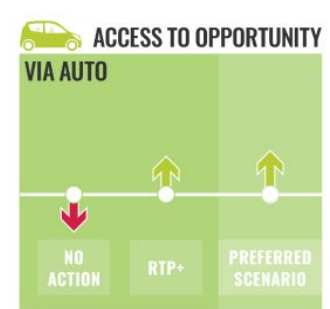 ACCESS TO OPPORTUNITY
VIA AUTO
NO
ACTION
RTP+
PREFERRED
SCENARIO